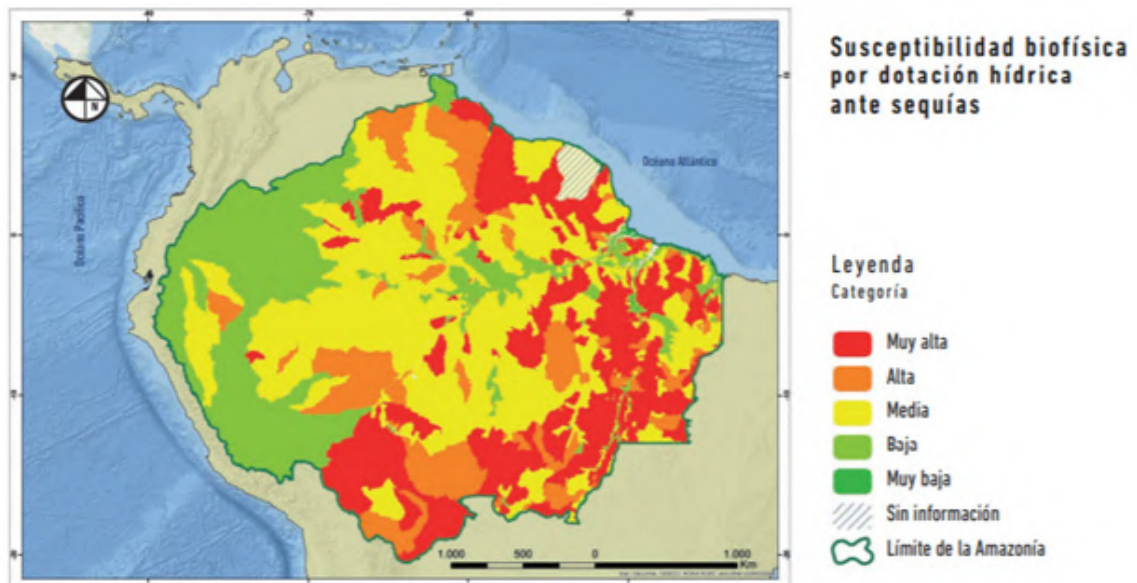 Susceptibilidad biofísica
por dotación hídrica
ante sequías
N
Océano Atlántico
Océano Pacífico
Leyenda
Categoría
Muy alta
Alta
Media
Baja
Muy baja
Sin información
Límite de la Amazonía
1.000 500 0 1.000
Km